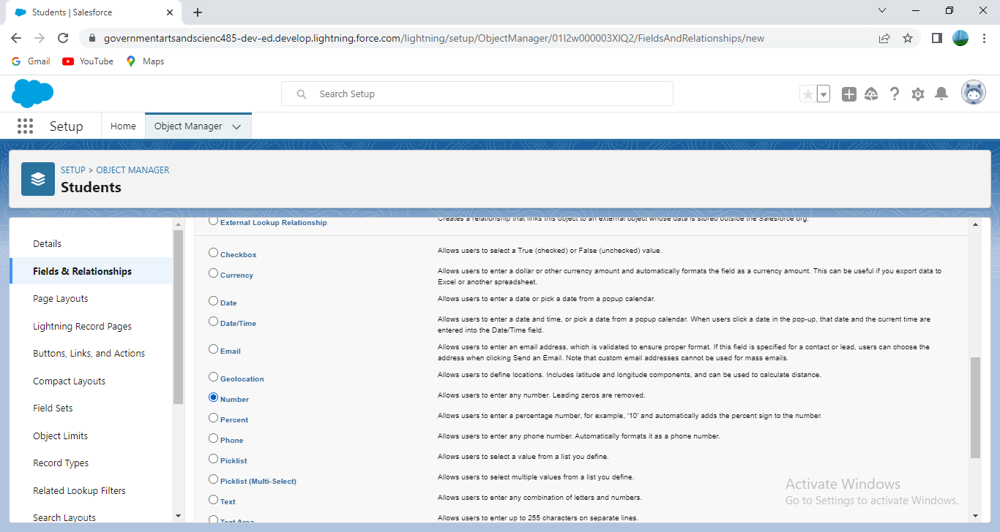 Students | Salesforce
governmentartsandscienc485-dev-ed.develop.lightning.force.com/lightning/setup/ObjectManager/01I2w000003XlQ2/FieldsAndRelationships/new
Gmail
YouTube
Maps
Search Setup
Setup
Home
Object Manager
SETUP > OBJECT MANAGER
Students
Details
Fields & Relationships
Page Layouts
Lightning Record Pages
Buttons, Links, and Actions
Compact Layouts
Field Sets
Object Limits
Record Types
Related Lookup Filters
Search Layouts
External Lookup Relationship
Creates a relationship that links this object to an external object whose data is stored outside the Salesforce org.
Checkbox
Allows users to select a True (checked) or False (unchecked) value.
Currency
Allows users to enter a dollar or other currency amount and automatically formats the field as a currency amount. This can be useful if you export data to
Excel or another spreadsheet.
Date
Allows users to enter a date or pick a date from a popup calendar.
Date/Time
Allows users to enter a date and time, or pick a date from a popup calendar. When users click a date in the pop-up, that date and the current time are
entered into the Date/Time field.
Email
Allows users to enter an email address, which is validated to ensure proper format. If this field is specified for a contact or lead, users can choose the
address when clicking Send an Email. Note that custom email addresses cannot be used for mass emails.
Geolocation
Allows users to define locations. Includes latitude and longitude components, and can be used to calculate distance.
Number
Allows users to enter any number. Leading zeros are removed.
Percent
Allows users to enter a percentage number, for example, '10' and automatically adds the percent sign to the number.
Phone
Allows users to enter any phone number. Automatically formats it as a phone number.
Picklist
Allows users to select a value from a list you define.
Picklist (Multi-Select)
Allows users to select multiple values from a list you define.
Text
Allows users to enter any combination of letters and numbers.
Text Area
Allows users to enter up to 255 characters on separate lines.
Activate Windows
Go to Settings to activate Windows.